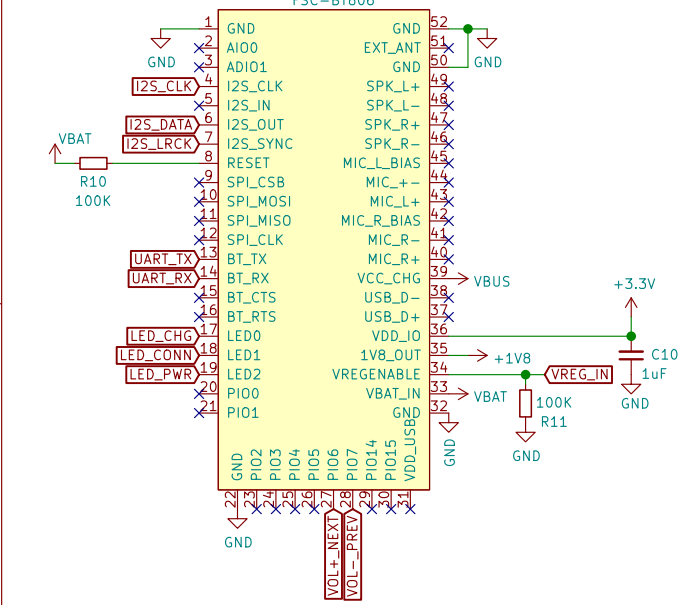 FSC-BT806
1 GND
2 AIO0
3 ADIO1
I2S_CLK 4 I2S_CLK
5 I2S_IN
I2S_DATA 6 I2S_OUT
I2S_LRCK 7 I2S_SYNC
8 RESET
9 SPI_CSB
10 SPI_MOSI
11 SPI_MISO
12 SPI_CLK
UART_TX 13 BT_TX
UART_RX 14 BT_RX
15 BT_CTS
16 BT_RTS
LED_CHG 17 LED0
LED_CONN 18 LED1
LED_PWR 19 LED2
20 PIO0
21 PIO1
GND
VBAT
R10
100K
GND 52
EXT_ANT 51
GND 50
SPK_L+ 49
SPK_L- 48
SPK_R+ 47
SPK_R- 46
MIC_L_BIAS 45
MIC_+- 44
MIC_L+ 43
MIC_R_BIAS 42
MIC_R- 41
MIC_R+ 40
VCC_CHG 39 VBUS
USB_D- 38
USB_D+ 37
VDD_IO 36
1V8_OUT 35 +1V8
VREGENABLE 34 VREG_IN
VBAT_IN 33 VBAT
GND 32
GND
+3.3V
C10
1uF
GND
100K
R11
GND
GND
22 GND
23 PIO2
24 PIO3
25 PIO4
26 PIO5
27 PIO6
28 PIO7
29 PIO14
30 PIO15
31 VDD_USB
GND
VOL+_NEXT
VOL-_PREV